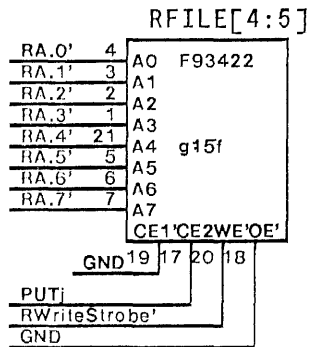 RFILE[4:5]
RA.0' 4 A0 F93422
RA.1' 3 A1
RA.2' 2 A2
RA.3' 1 A3
RA.4' 21 A4 g15f
RA.5' 5 A5
RA.6' 6 A6
RA.7' 7 A7
CE1'CE2WE'OE'
GND 19 17 20 18
PUTj
RWriteStrobe'
GND